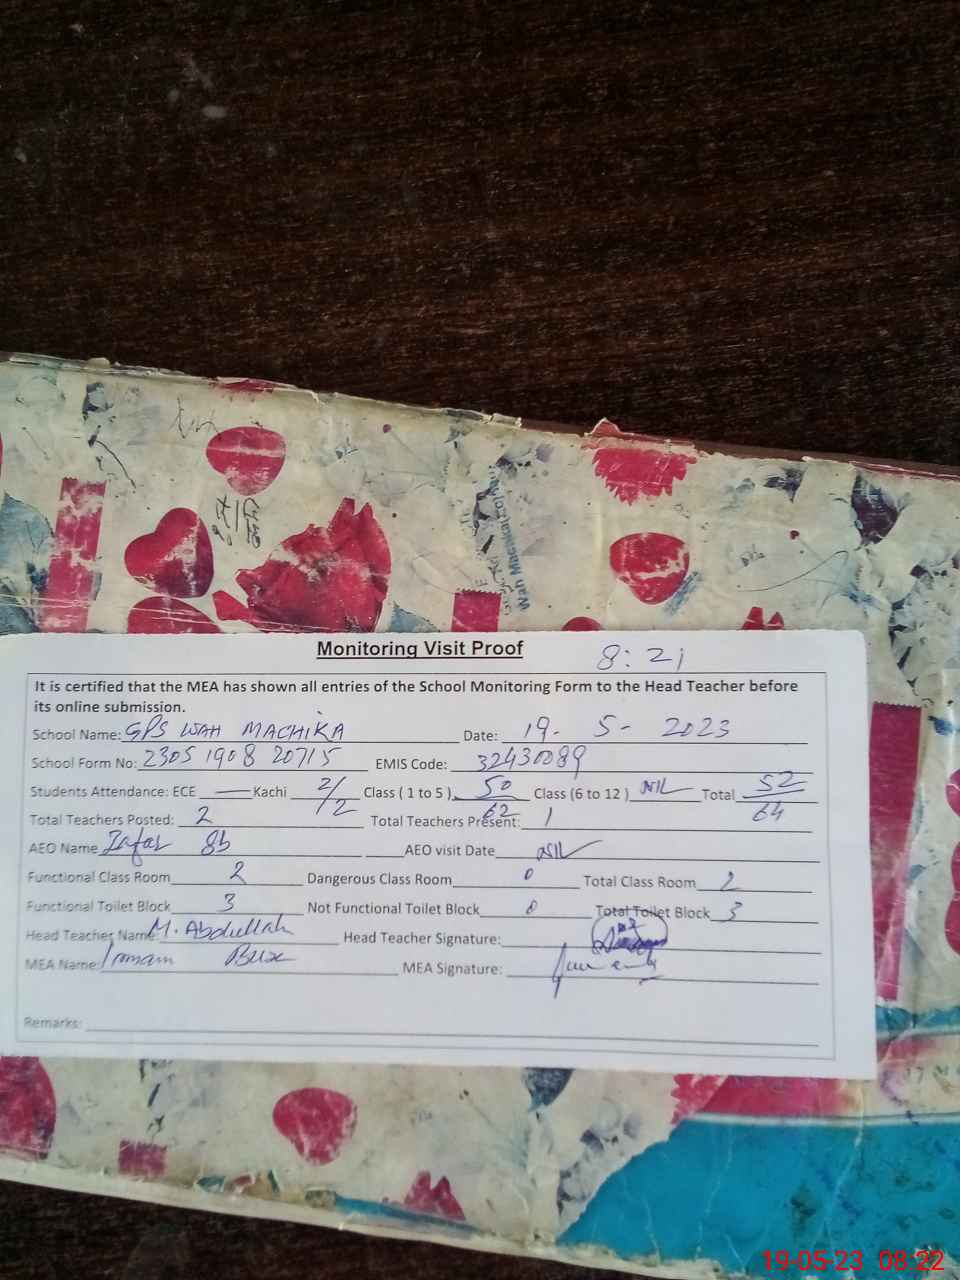 Wah Machika
Monitoring Visit Proof 8:21
It is certified that the MEA has shown all entries of the School Monitoring Form to the Head Teacher before
its online submission.
School Name: GPS WAH MACHIKA Date: 19-5-2023
School Form No: 2305 1908 20715 EMIS Code: 32430089
Students Attendance: ECE — Kachi 2/2 Class ( 1 to 5 ) 50/62 Class (6 to 12 ) NIL Total 52/64
Total Teachers Posted: 2 Total Teachers Present: 1
AEO Name Zafar AEO visit Date NIL
Functional Class Room 2 Dangerous Class Room 0 Total Class Room 2
Functional Toilet Block 3 Not Functional Toilet Block 0 Total Toilet Block 3
Head Teacher Name: M. Abdullah Head Teacher Signature:
MEA Name: Imam Bux MEA Signature:
Remarks:
19-05-23 08:22